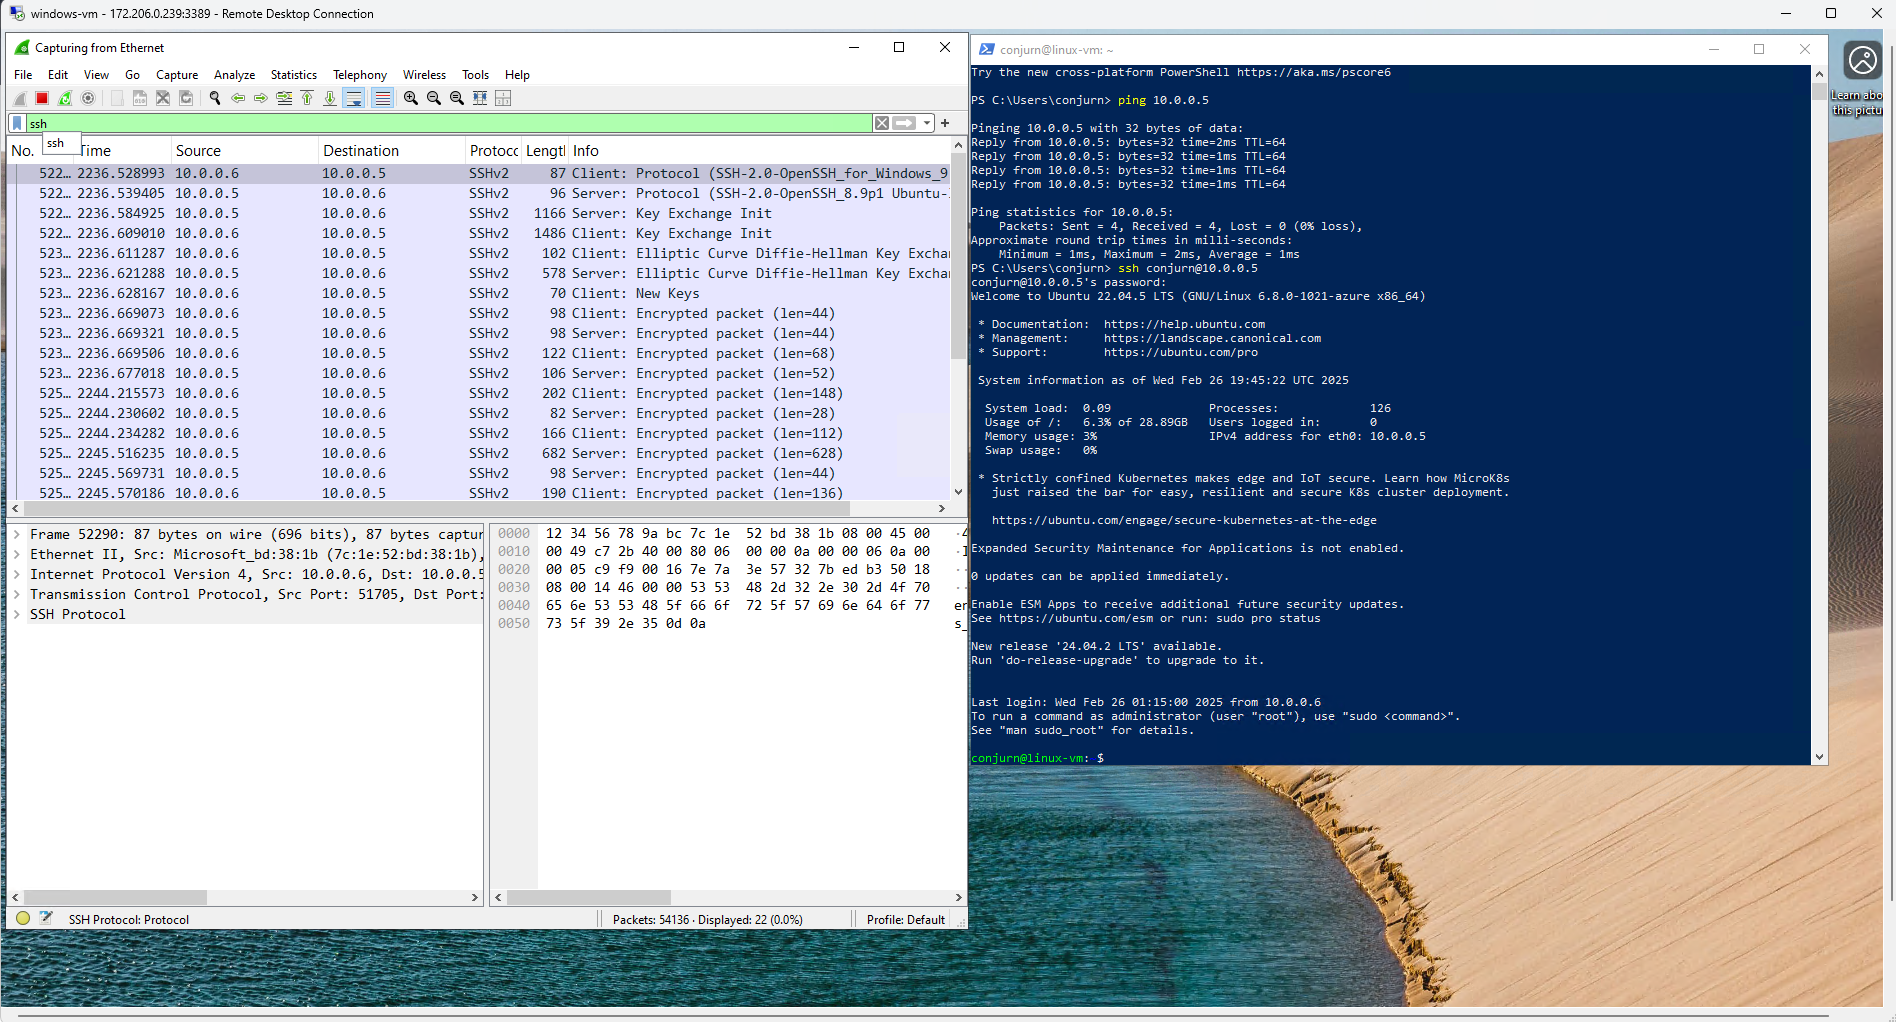 windows-vm - 172.206.0.239:3389 - Remote Desktop Connection
Capturing from Ethernet
File Edit View Go Capture Analyze Statistics Telephony Wireless Tools Help
ssh
ssh
No. Time Source Destination Protoco Length Info
522… 2236.528993 10.0.0.6 10.0.0.5 SSHv2 87 Client: Protocol (SSH-2.0-OpenSSH_for_Windows_9
522… 2236.539405 10.0.0.5 10.0.0.6 SSHv2 96 Server: Protocol (SSH-2.0-OpenSSH_8.9p1 Ubuntu-
522… 2236.584925 10.0.0.5 10.0.0.6 SSHv2 1166 Server: Key Exchange Init
522… 2236.609010 10.0.0.6 10.0.0.5 SSHv2 1486 Client: Key Exchange Init
523… 2236.611287 10.0.0.6 10.0.0.5 SSHv2 102 Client: Elliptic Curve Diffie-Hellman Key Excha
523… 2236.621288 10.0.0.5 10.0.0.6 SSHv2 578 Server: Elliptic Curve Diffie-Hellman Key Excha
523… 2236.628167 10.0.0.6 10.0.0.5 SSHv2 70 Client: New Keys
523… 2236.669073 10.0.0.6 10.0.0.5 SSHv2 98 Client: Encrypted packet (len=44)
523… 2236.669321 10.0.0.5 10.0.0.6 SSHv2 98 Server: Encrypted packet (len=44)
523… 2236.669506 10.0.0.6 10.0.0.5 SSHv2 122 Client: Encrypted packet (len=68)
523… 2236.677018 10.0.0.5 10.0.0.6 SSHv2 106 Server: Encrypted packet (len=52)
525… 2244.215573 10.0.0.6 10.0.0.5 SSHv2 202 Client: Encrypted packet (len=148)
525… 2244.230602 10.0.0.5 10.0.0.6 SSHv2 82 Server: Encrypted packet (len=28)
525… 2244.234282 10.0.0.6 10.0.0.5 SSHv2 166 Client: Encrypted packet (len=112)
525… 2245.516235 10.0.0.5 10.0.0.6 SSHv2 682 Server: Encrypted packet (len=628)
525… 2245.569731 10.0.0.5 10.0.0.6 SSHv2 98 Server: Encrypted packet (len=44)
525… 2245.570186 10.0.0.6 10.0.0.5 SSHv2 190 Client: Encrypted packet (len=136)
Frame 52290: 87 bytes on wire (696 bits), 87 bytes captur
Ethernet II, Src: Microsoft_bd:38:1b (7c:1e:52:bd:38:1b),
Internet Protocol Version 4, Src: 10.0.0.6, Dst: 10.0.0.5
Transmission Control Protocol, Src Port: 51705, Dst Port:
SSH Protocol
0000 12 34 56 78 9a bc 7c 1e 52 bd 38 1b 08 00 45 00
0010 00 49 c7 2b 40 00 80 06 00 00 0a 00 00 06 0a 00
0020 00 05 c9 f9 00 16 7e 7a 3e 57 32 7b ed b3 50 18
0030 08 00 14 46 00 00 53 53 48 2d 32 2e 30 2d 4f 70
0040 65 6e 53 53 48 5f 66 6f 72 5f 57 69 6e 64 6f 77 en
0050 73 5f 39 2e 35 0d 0a s_
SSH Protocol: Protocol
Packets: 54136 · Displayed: 22 (0.0%)
Profile: Default
conjurn@linux-vm: ~
Try the new cross-platform PowerShell https://aka.ms/pscore6
PS C:\Users\conjurn> ping 10.0.0.5
Pinging 10.0.0.5 with 32 bytes of data:
Reply from 10.0.0.5: bytes=32 time=2ms TTL=64
Reply from 10.0.0.5: bytes=32 time=1ms TTL=64
Reply from 10.0.0.5: bytes=32 time=1ms TTL=64
Reply from 10.0.0.5: bytes=32 time=1ms TTL=64
Ping statistics for 10.0.0.5:
Packets: Sent = 4, Received = 4, Lost = 0 (0% loss),
Approximate round trip times in milli-seconds:
Minimum = 1ms, Maximum = 2ms, Average = 1ms
PS C:\Users\conjurn> ssh conjurn@10.0.0.5
conjurn@10.0.0.5's password:
Welcome to Ubuntu 22.04.5 LTS (GNU/Linux 6.8.0-1021-azure x86_64)
* Documentation: https://help.ubuntu.com
* Management: https://landscape.canonical.com
* Support: https://ubuntu.com/pro
System information as of Wed Feb 26 19:45:22 UTC 2025
System load: 0.09 Processes: 126
Usage of /: 6.3% of 28.89GB Users logged in: 0
Memory usage: 3% IPv4 address for eth0: 10.0.0.5
Swap usage: 0%
* Strictly confined Kubernetes makes edge and IoT secure. Learn how MicroK8s
just raised the bar for easy, resilient and secure K8s cluster deployment.
https://ubuntu.com/engage/secure-kubernetes-at-the-edge
Expanded Security Maintenance for Applications is not enabled.
0 updates can be applied immediately.
Enable ESM Apps to receive additional future security updates.
See https://ubuntu.com/esm or run: sudo pro status
New release '24.04.2 LTS' available.
Run 'do-release-upgrade' to upgrade to it.
Last login: Wed Feb 26 01:15:00 2025 from 10.0.0.6
To run a command as administrator (user "root"), use "sudo <command>".
See "man sudo_root" for details.
conjurn@linux-vm: $
Learn abo
this pictu